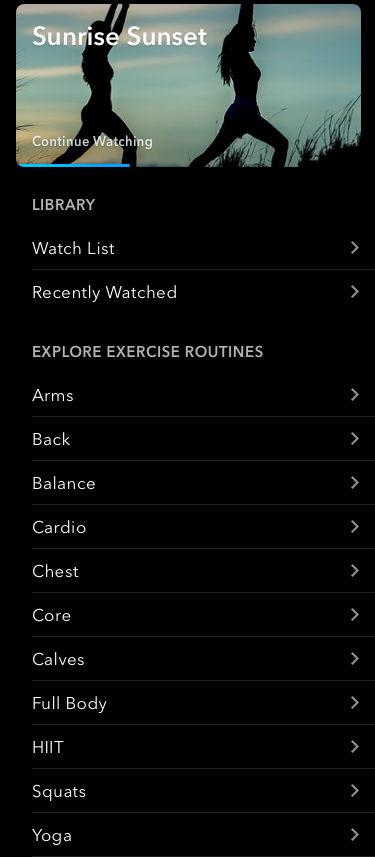 Sunrise Sunset
Continue Watching
LIBRARY
Watch List
Recently Watched
EXPLORE EXERCISE ROUTINES
Arms
Back
Balance
Cardio
Chest
Core
Calves
Full Body
HIIT
Squats
Yoga